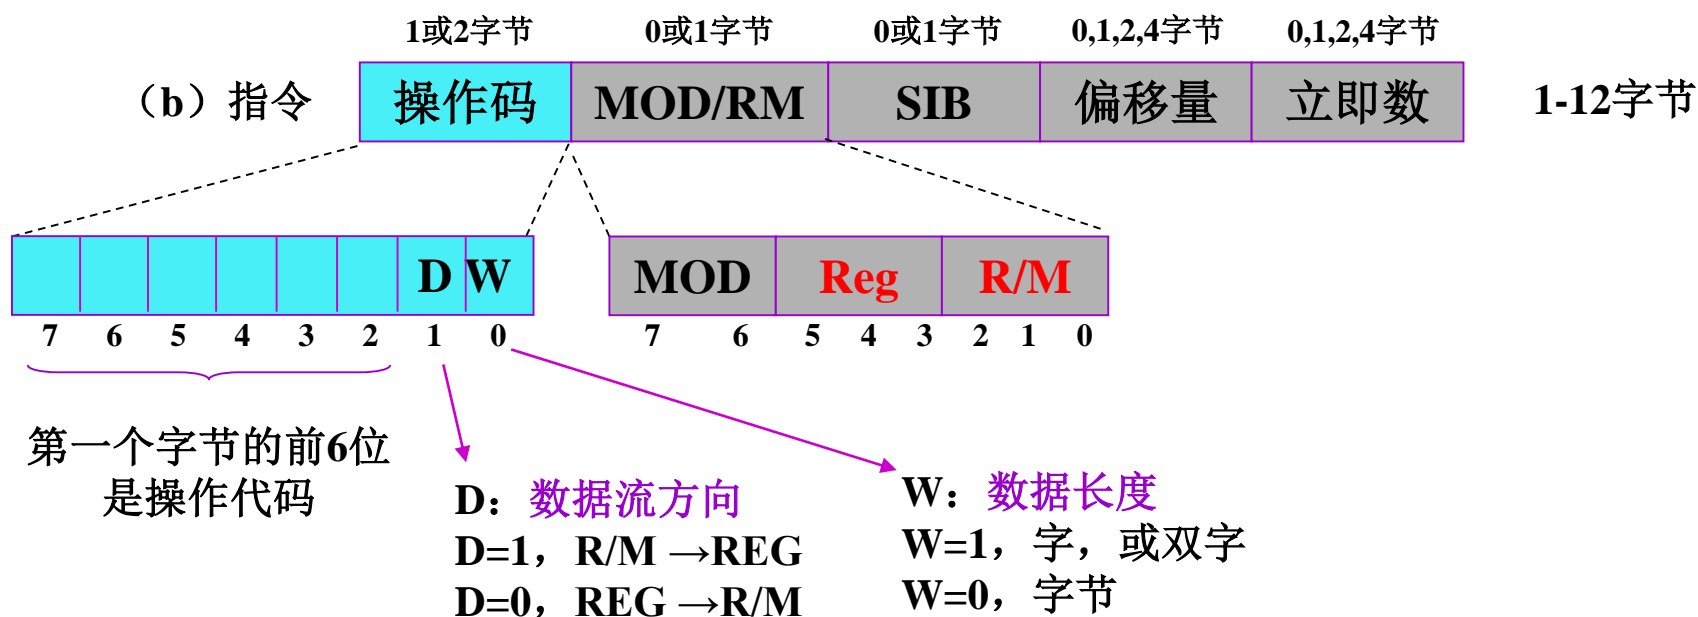 1或2字节 0或1字节 0或1字节 0,1,2,4字节 0,1,2,4字节
（b）指令 操作码 MOD/RM SIB 偏移量 立即数 1-12字节
D W MOD Reg R/M
7 6 5 4 3 2 1 0 7 6 5 4 3 2 1 0
第一个字节的前6位
是操作代码
D：数据流方向
D=1，R/M →REG
D=0，REG →R/M
W：数据长度
W=1，字，或双字
W=0，字节